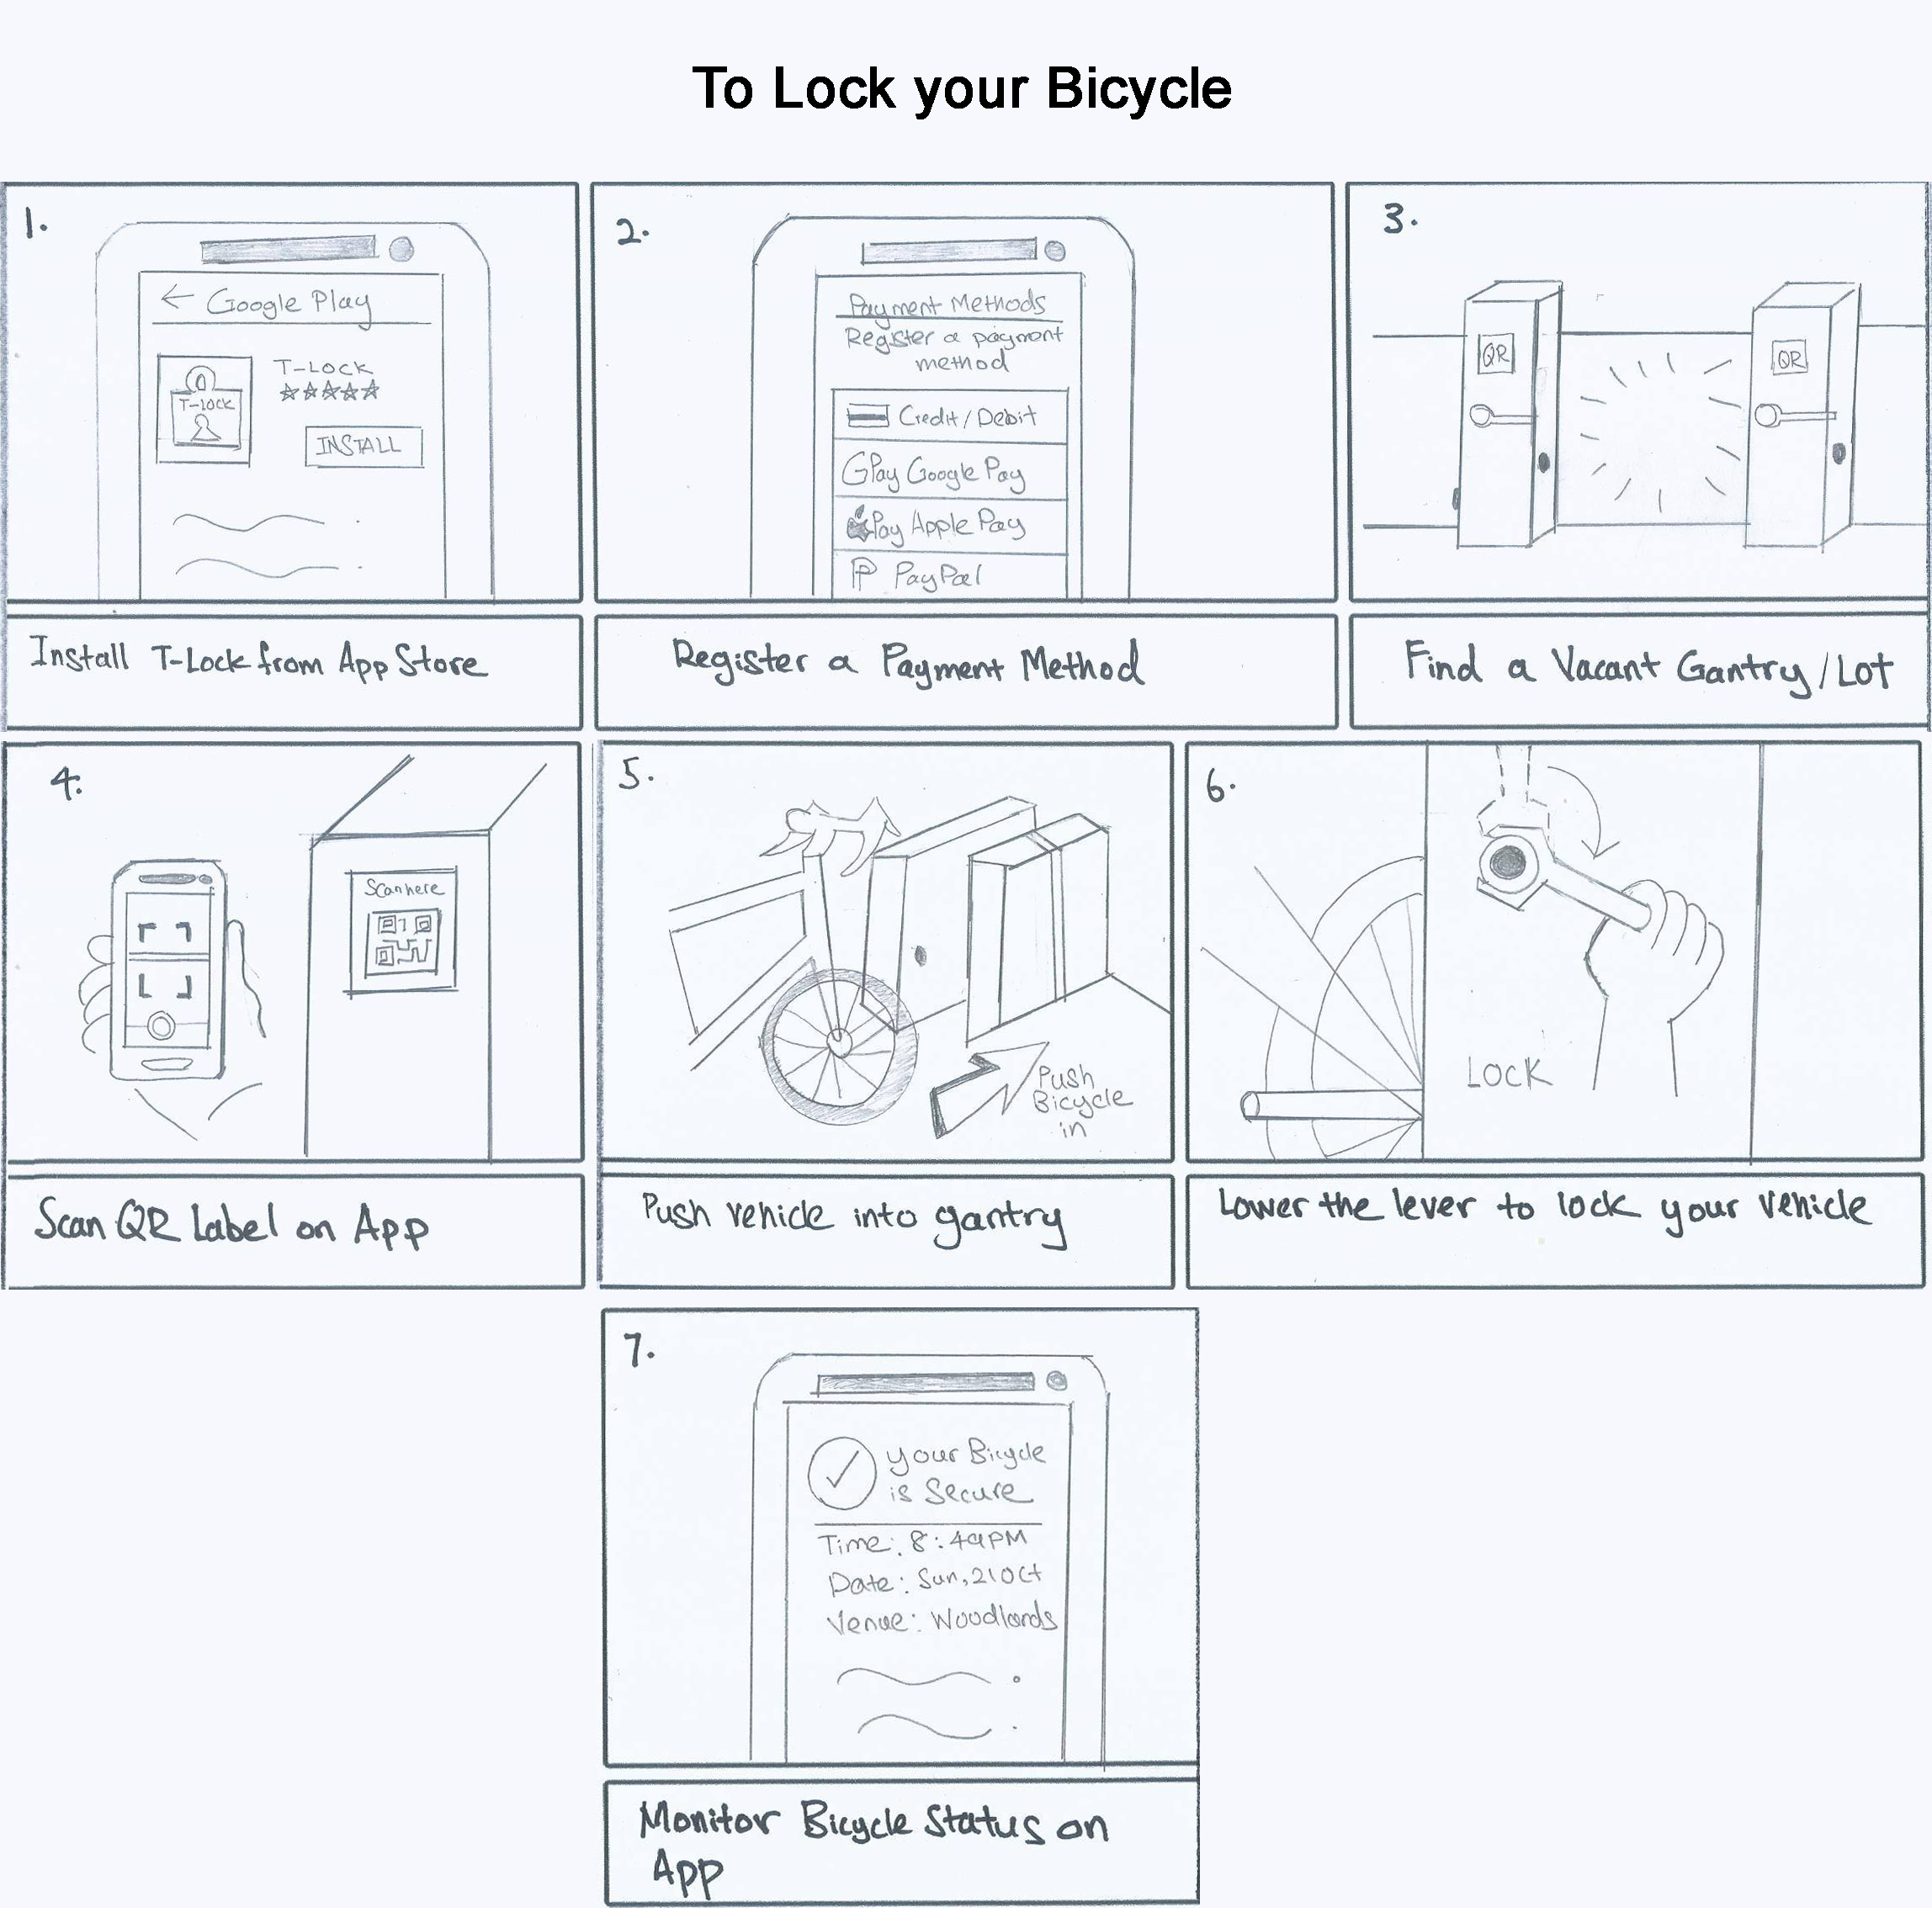 To Lock your Bicycle
1.
← Google Play
T-LOCK
☆☆☆☆☆
T-LOCK
INSTALL
Install T-Lock from App Store
2.
Payment Methods
Register a payment
method
Credit / Debit
GPay Google Pay
Pay Apple Pay
P PayPal
Register a Payment Method
3.
QR
QR
Find a Vacant Gantry / Lot
4.
Scan here
Scan QR Label on App
5.
Push
Bicycle
in
Push vehicle into gantry
6.
LOCK
Lower the lever to lock your vehicle
7.
your Bicycle
is Secure
Time: 8:49PM
Date: Sun, 21 Oct
Venue: Woodlands
Monitor Bicycle Status on
App